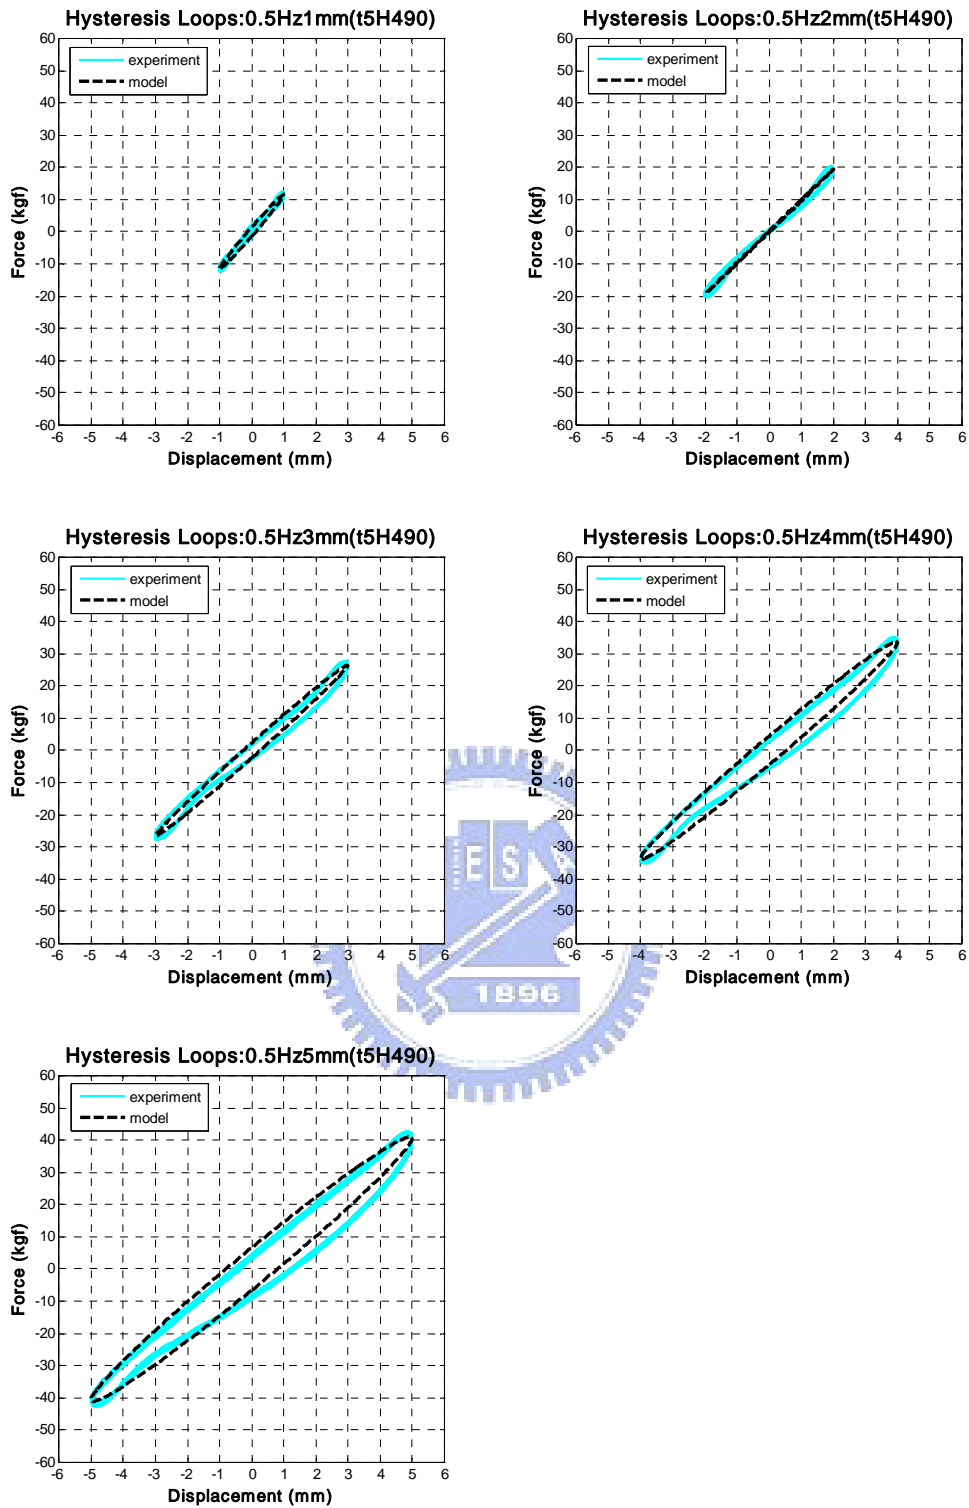 Hysteresis Loops:0.5Hz1mm(t5H490)
60
50
40
30
20
10
0
-10
-20
-30
-40
-50
-60
experiment
model
Force (kgf)
-6 -5 -4 -3 -2 -1 0 1 2 3 4 5 6
Displacement (mm)
Hysteresis Loops:0.5Hz2mm(t5H490)
60
50
40
30
20
10
0
-10
-20
-30
-40
-50
-60
experiment
model
Force (kgf)
-6 -5 -4 -3 -2 -1 0 1 2 3 4 5 6
Displacement (mm)
Hysteresis Loops:0.5Hz3mm(t5H490)
60
50
40
30
20
10
0
-10
-20
-30
-40
-50
-60
experiment
model
Force (kgf)
-6 -5 -4 -3 -2 -1 0 1 2 3 4 5 6
Displacement (mm)
Hysteresis Loops:0.5Hz4mm(t5H490)
60
50
40
30
20
10
0
-10
-20
-30
-40
-50
-60
experiment
model
Force (kgf)
-6 -5 -4 -3 -2 -1 0 1 2 3 4 5 6
Displacement (mm)
ES
1896
Hysteresis Loops:0.5Hz5mm(t5H490)
60
50
40
30
20
10
0
-10
-20
-30
-40
-50
-60
experiment
model
Force (kgf)
-6 -5 -4 -3 -2 -1 0 1 2 3 4 5 6
Displacement (mm)